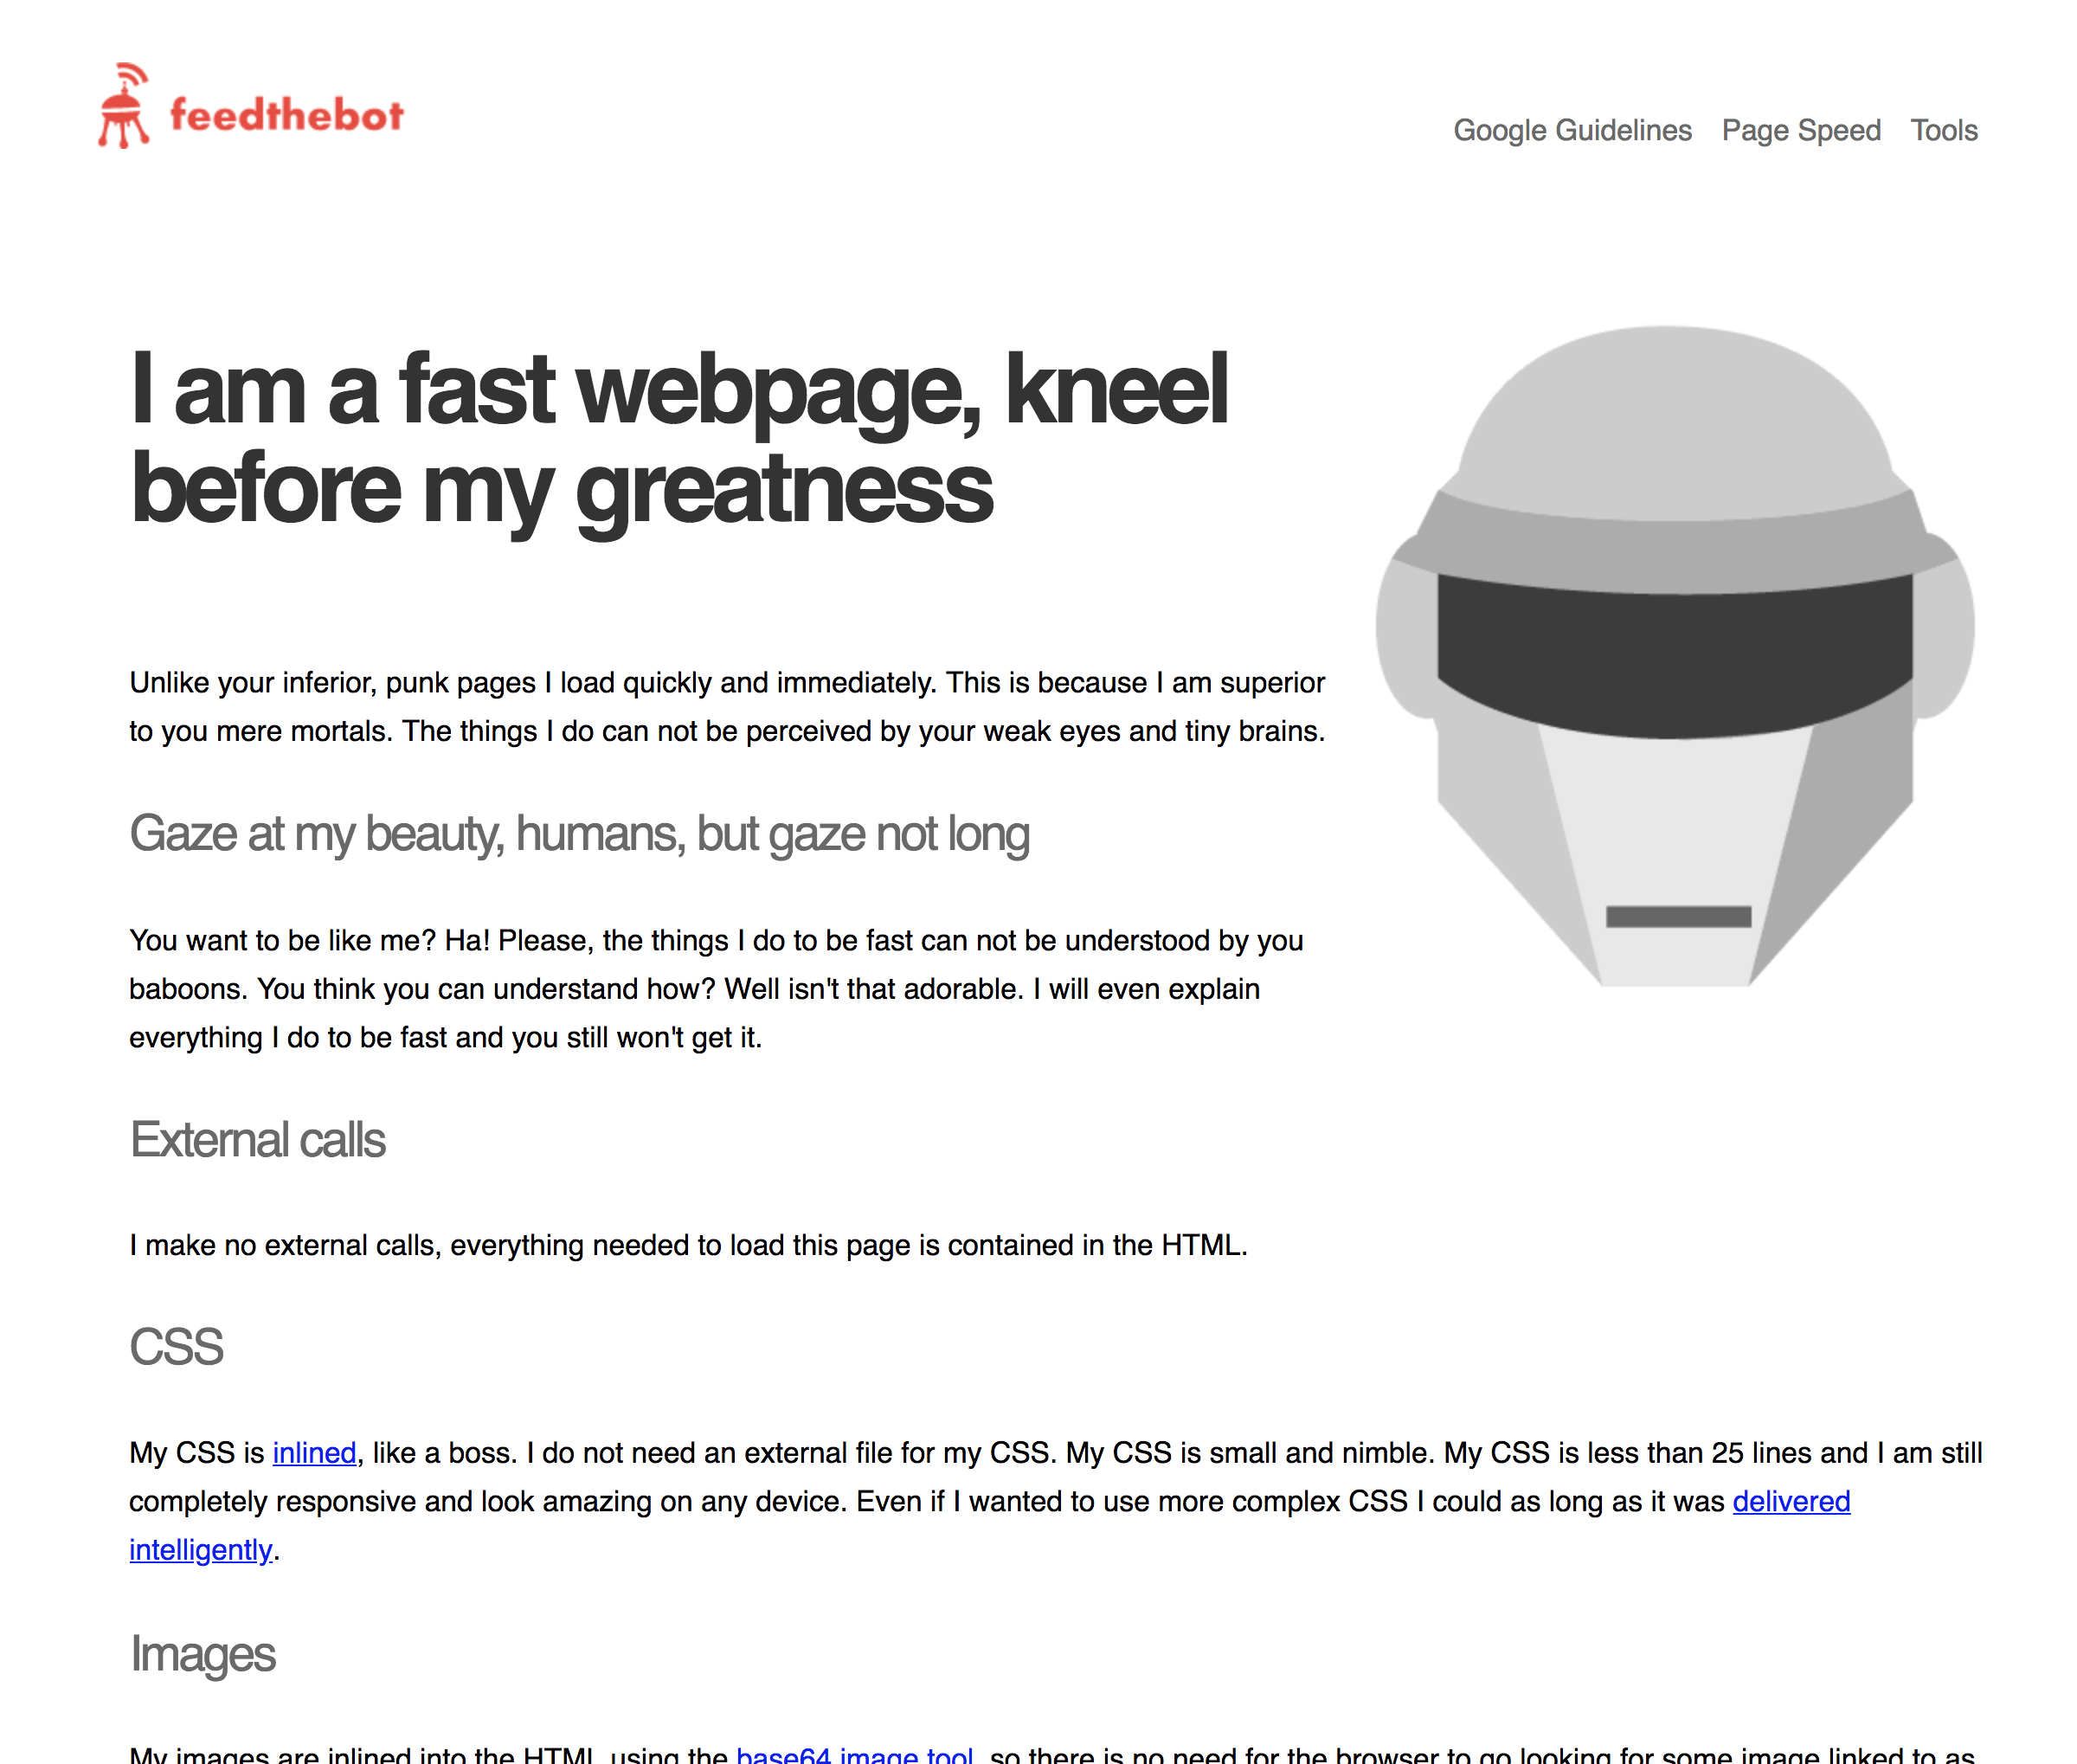 feedthebot
Google Guidelines Page Speed Tools
I am a fast webpage, kneel
before my greatness
Unlike your inferior, punk pages I load quickly and immediately. This is because I am superior
to you mere mortals. The things I do can not be perceived by your weak eyes and tiny brains.
Gaze at my beauty, humans, but gaze not long
You want to be like me? Ha! Please, the things I do to be fast can not be understood by you
baboons. You think you can understand how? Well isn't that adorable. I will even explain
everything I do to be fast and you still won't get it.
External calls
I make no external calls, everything needed to load this page is contained in the HTML.
CSS
My CSS is inlined, like a boss. I do not need an external file for my CSS. My CSS is small and nimble. My CSS is less than 25 lines and I am still
completely responsive and look amazing on any device. Even if I wanted to use more complex CSS I could as long as it was delivered
intelligently.
Images
My images are inlined into the HTML using the base64 image tool, so there is no need for the browser to go looking for some image linked to as